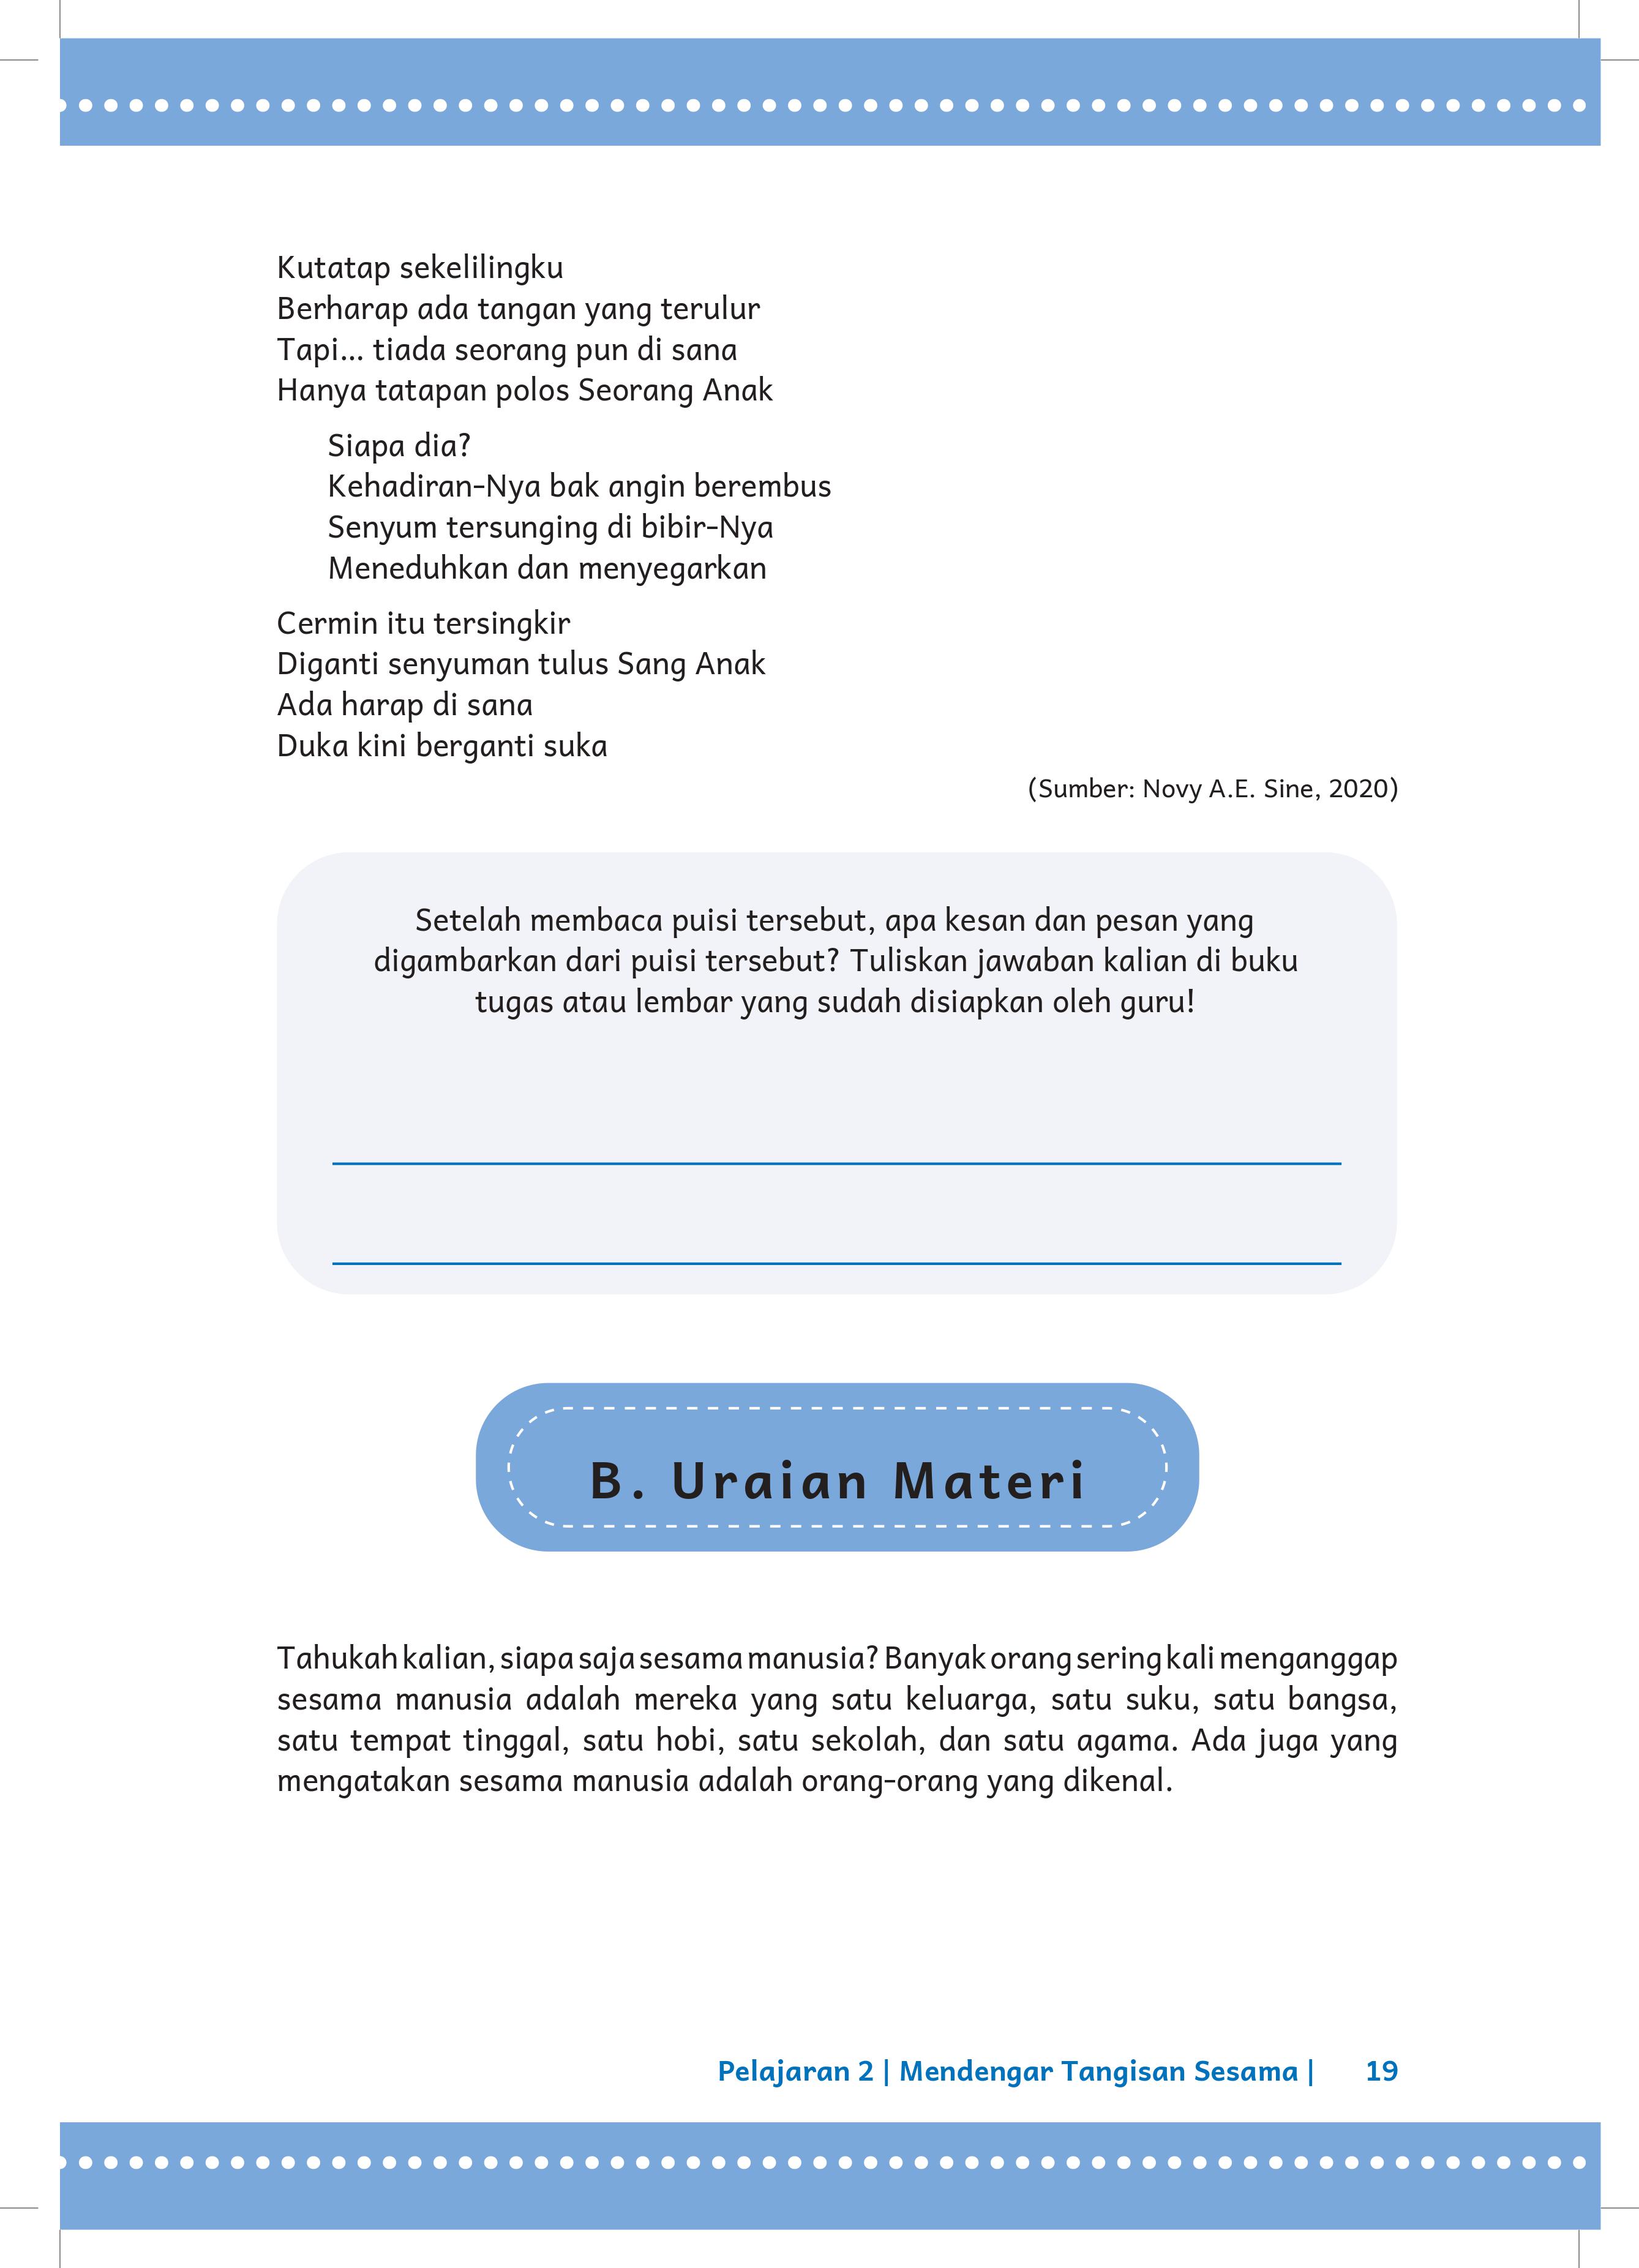 Kutatap sekelilingku
Berharap ada tangan yang terulur
Tapi... tiada seorang pun di sana
Hanya tatapan polos Seorang Anak
Siapa dia?
Kehadiran-Nya bak angin berembus
Senyum tersunging di bibir-Nya
Meneduhkan dan menyegarkan
Cermin itu tersingkir
Diganti senyuman tulus Sang Anak
Ada harap di sana
Duka kini berganti suka
(Sumber: Novy A.E. Sine, 2020)
Setelah membaca puisi tersebut, apa kesan dan pesan yang
digambarkan dari puisi tersebut? Tuliskan jawaban kalian di buku
tugas atau lembar yang sudah disiapkan oleh guru!
B. Uraian Materi
Tahukah kalian, siapa saja sesama manusia? Banyak orang sering kali menganggap
sesama manusia adalah mereka yang satu keluarga, satu suku, satu bangsa,
satu tempat tinggal, satu hobi, satu sekolah, dan satu agama. Ada juga yang
mengatakan sesama manusia adalah orang-orang yang dikenal.
Pelajaran 2 | Mendengar Tangisan Sesama | 19